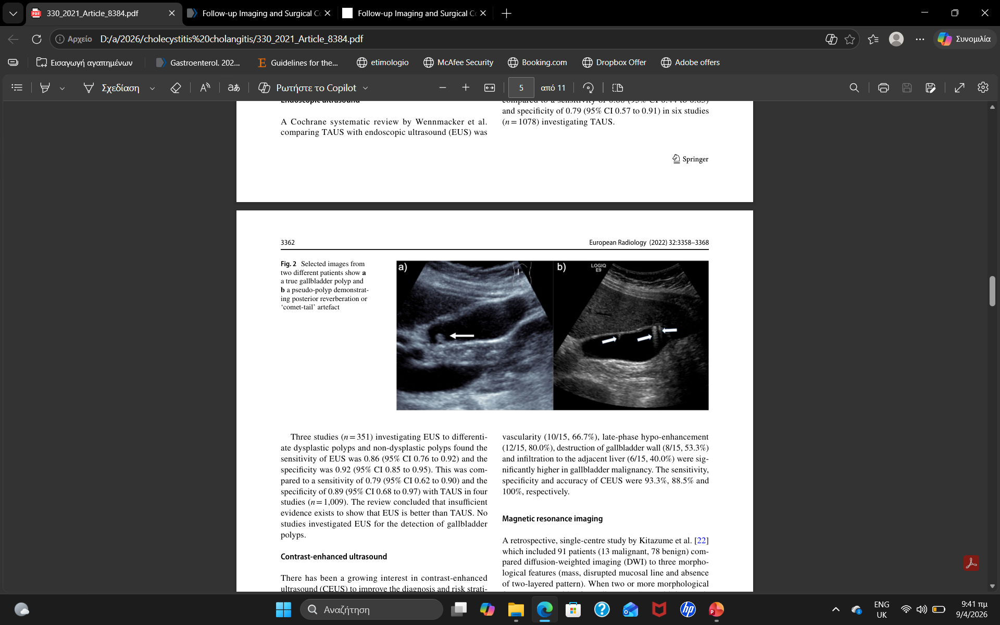 330_2021_Article_8384.pdf
Follow-up Imaging and Surgical Co
Follow-up Imaging and Surgical Co
Αρχείο D:/a/2026/cholecystitis%20cholangitis/330_2021_Article_8384.pdf
Συνομιλία
Εισαγωγή αγαπημένων
Gastroenterol. 202...
Guidelines for the...
etimologio
McAfee Security
Booking.com
Dropbox Offer
Adobe offers
Σχεδίαση
aあ
Ρωτήστε το Copilot
5 από 11
Endoscopic ultrasound
A Cochrane systematic review by Wennmacker et al.
comparing TAUS with endoscopic ultrasound (EUS) was
and specificity of 0.79 (95% CI 0.57 to 0.91) in six studies
(n = 1078) investigating TAUS.
Springer
3362
European Radiology (2022) 32:3358–3368
Fig. 2 Selected images from
two different patients show a
a true gallbladder polyp and
b a pseudo-polyp demonstrat-
ing posterior reverberation or
‘comet-tail’ artefact
a)
b)
LOGIQ
E9
Three studies (n = 351) investigating EUS to differenti-
ate dysplastic polyps and non-dysplastic polyps found the
sensitivity of EUS was 0.86 (95% CI 0.76 to 0.92) and the
specificity was 0.92 (95% CI 0.85 to 0.95). This was com-
pared to a sensitivity of 0.79 (95% CI 0.62 to 0.90) and the
specificity of 0.89 (95% CI 0.68 to 0.97) with TAUS in four
studies (n = 1,009). The review concluded that insufficient
evidence exists to show that EUS is better than TAUS. No
studies investigated EUS for the detection of gallbladder
polyps.
Contrast-enhanced ultrasound
There has been a growing interest in contrast-enhanced
ultrasound (CEUS) to improve the diagnosis and risk strati-
vascularity (10/15, 66.7%), late-phase hypo-enhancement
(12/15, 80.0%), destruction of gallbladder wall (8/15, 53.3%)
and infiltration to the adjacent liver (6/15, 40.0%) were sig-
nificantly higher in gallbladder malignancy. The sensitivity,
specificity and accuracy of CEUS were 93.3%, 88.5% and
100%, respectively.
Magnetic resonance imaging
A retrospective, single-centre study by Kitazume et al. [22]
which included 91 patients (13 malignant, 78 benign) com-
pared diffusion-weighted imaging (DWI) to three morpho-
logical features (mass, disrupted mucosal line and absence
of two-layered pattern). When two or more morphological
Αναζήτηση
ENG
UK
9:41 πμ
9/4/2026